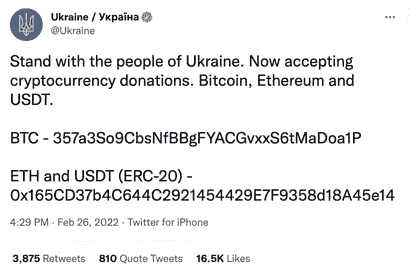 Ukraine / Україна
@Ukraine
Stand with the people of Ukraine. Now accepting
cryptocurrency donations. Bitcoin, Ethereum and
USDT.
BTC - 357a3So9CbsNfBBgFYACGvxxS6tMaDoa1P
ETH and USDT (ERC-20) -
0x165CD37b4C644C2921454429E7F9358d18A45e14
4:29 PM · Feb 26, 2022 · Twitter for iPhone
3,875 Retweets 810 Quote Tweets 16.5K Likes